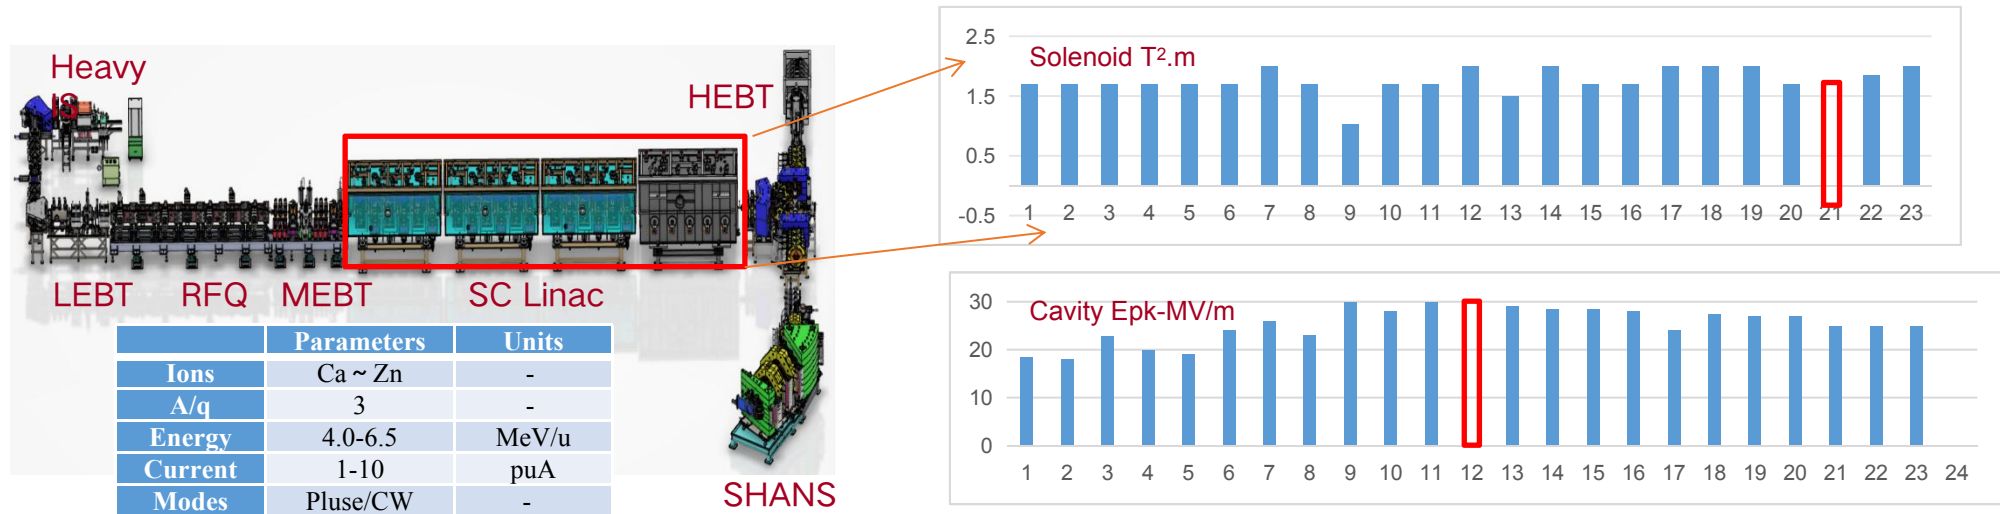 Heavy
IS
HEBT
LEBT RFQ MEBT SC Linac
SHANS
Parameters Units
Ions Ca ~ Zn -
A/q 3 -
Energy 4.0-6.5 MeV/u
Current 1-10 puA
Modes Pluse/CW -
Solenoid T².m
2.5
1.5
0.5
-0.5
1 2 3 4 5 6 7 8 9 10 11 12 13 14 15 16 17 18 19 20 21 22 23
Cavity Epk-MV/m
30
20
10
0
1 2 3 4 5 6 7 8 9 10 11 12 13 14 15 16 17 18 19 20 21 22 23 24